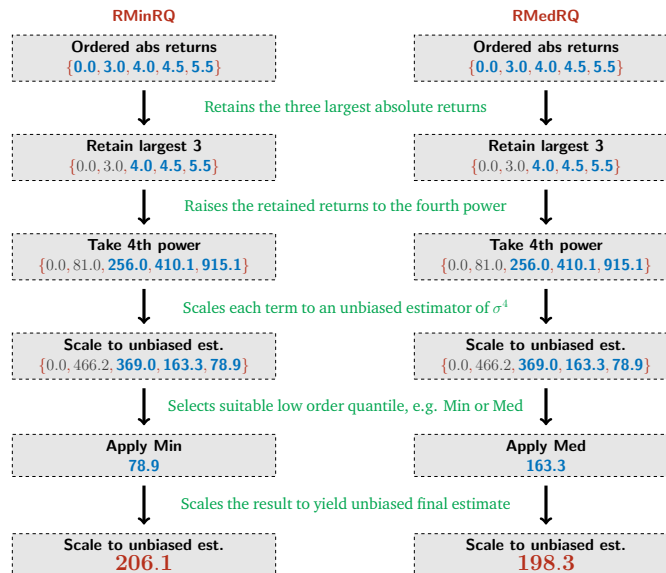 RMinRQ
RMedRQ
Ordered abs returns
{0.0, 3.0, 4.0, 4.5, 5.5}
Ordered abs returns
{0.0, 3.0, 4.0, 4.5, 5.5}
Retains the three largest absolute returns
Retain largest 3
{0.0, 3.0, 4.0, 4.5, 5.5}
Retain largest 3
{0.0, 3.0, 4.0, 4.5, 5.5}
Raises the retained returns to the fourth power
Take 4th power
{0.0, 81.0, 256.0, 410.1, 915.1}
Take 4th power
{0.0, 81.0, 256.0, 410.1, 915.1}
Scales each term to an unbiased estimator of σ⁴
Scale to unbiased est.
{0.0, 466.2, 369.0, 163.3, 78.9}
Scale to unbiased est.
{0.0, 466.2, 369.0, 163.3, 78.9}
Selects suitable low order quantile, e.g. Min or Med
Apply Min
78.9
Apply Med
163.3
Scales the result to yield unbiased final estimate
Scale to unbiased est.
206.1
Scale to unbiased est.
198.3